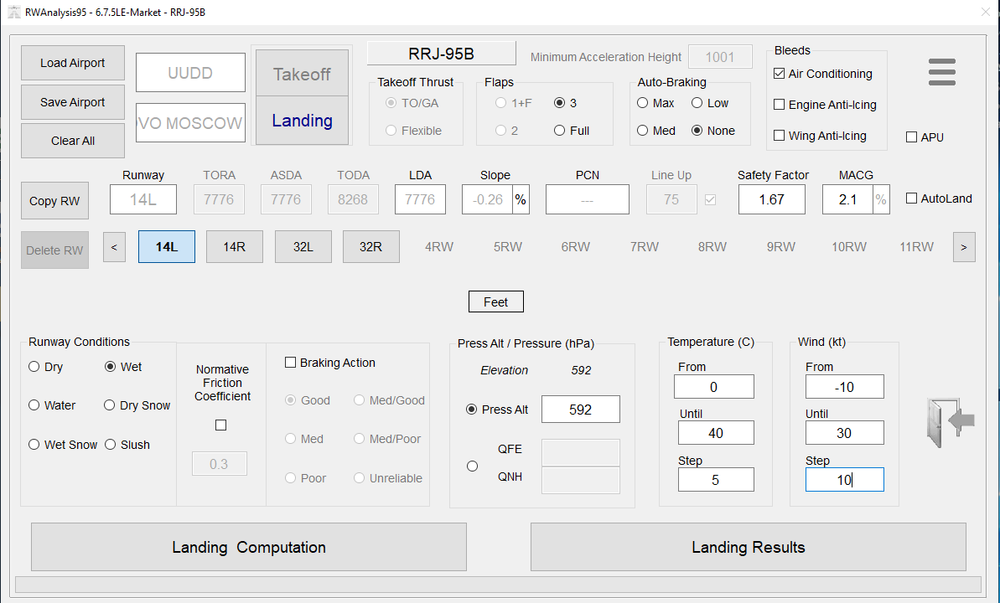 RWAnalysis95 - 6.7.5LE-Market - RRJ-95B
Load Airport
Save Airport
Clear All
UUDD
VO MOSCOW
Takeoff
Landing
RRJ-95B
Minimum Acceleration Height 1001
Takeoff Thrust
TO/GA
Flexible
Flaps
1+F 3
2 Full
Auto-Braking
Max Low
Med None
Bleeds
Air Conditioning
Engine Anti-Icing
Wing Anti-Icing
APU
Copy RW
Runway TORA ASDA TODA LDA Slope PCN Line Up Safety Factor MACG
14L 7776 7776 8268 7776 -0.26 % --- 75 1.67 2.1 % AutoLand
Delete RW < 14L 14R 32L 32R 4RW 5RW 6RW 7RW 8RW 9RW 10RW 11RW >
Feet
Runway Conditions
Dry Wet
Water Dry Snow
Wet Snow Slush
Normative
Friction
Coefficient
0.3
Braking Action
Good Med/Good
Med Med/Poor
Poor Unreliable
Press Alt / Pressure (hPa)
Elevation 592
Press Alt 592
QFE
QNH
Temperature (C)
From
0
Until
40
Step
5
Wind (kt)
From
-10
Until
30
Step
10
Landing Computation
Landing Results